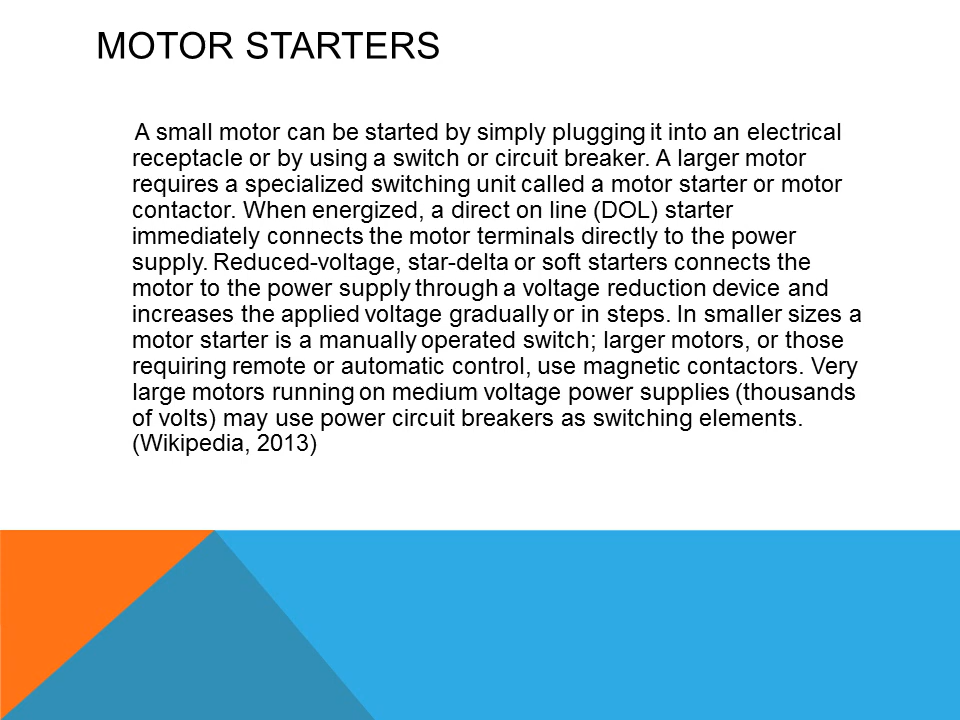 MOTOR STARTERS
A small motor can be started by simply plugging it into an electrical
receptacle or by using a switch or circuit breaker. A larger motor
requires a specialized switching unit called a motor starter or motor
contactor. When energized, a direct on line (DOL) starter
immediately connects the motor terminals directly to the power
supply. Reduced-voltage, star-delta or soft starters connects the
motor to the power supply through a voltage reduction device and
increases the applied voltage gradually or in steps. In smaller sizes a
motor starter is a manually operated switch; larger motors, or those
requiring remote or automatic control, use magnetic contactors. Very
large motors running on medium voltage power supplies (thousands
of volts) may use power circuit breakers as switching elements.
(Wikipedia, 2013)